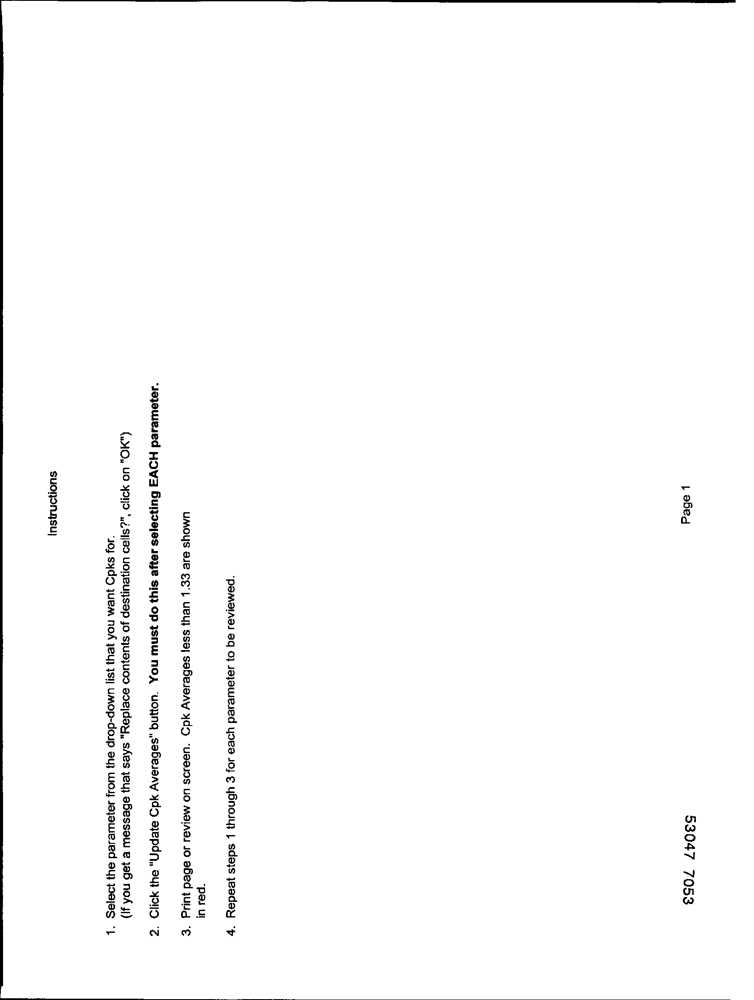 Instructions
1. Select the parameter from the drop-down list that you want Cpks for.
(If you get a message that says "Replace contents of destination cells?", click on "OK")
2. Click the "Update Cpk Averages" button. You must do this after selecting EACH parameter.
3. Print page or review on screen. Cpk Averages less than 1.33 are shown
in red.
4. Repeat steps 1 through 3 for each parameter to be reviewed.
Page 1
53047 7053